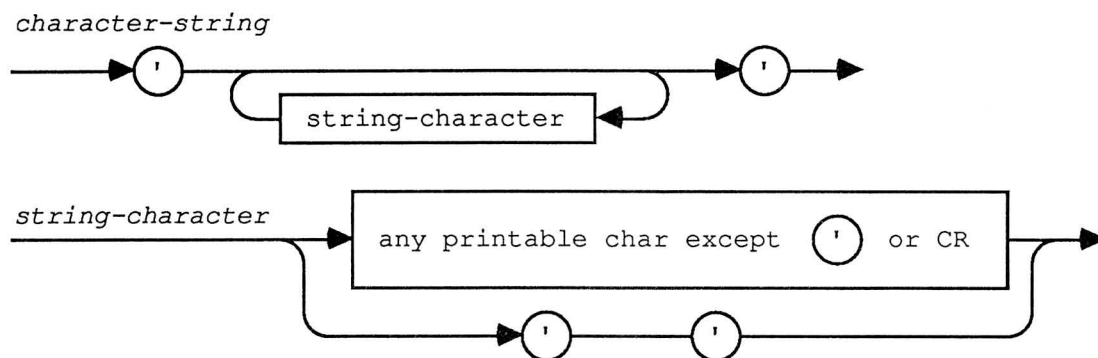 character-string
' '
string-character
string-character
any printable char except ' or CR
' '